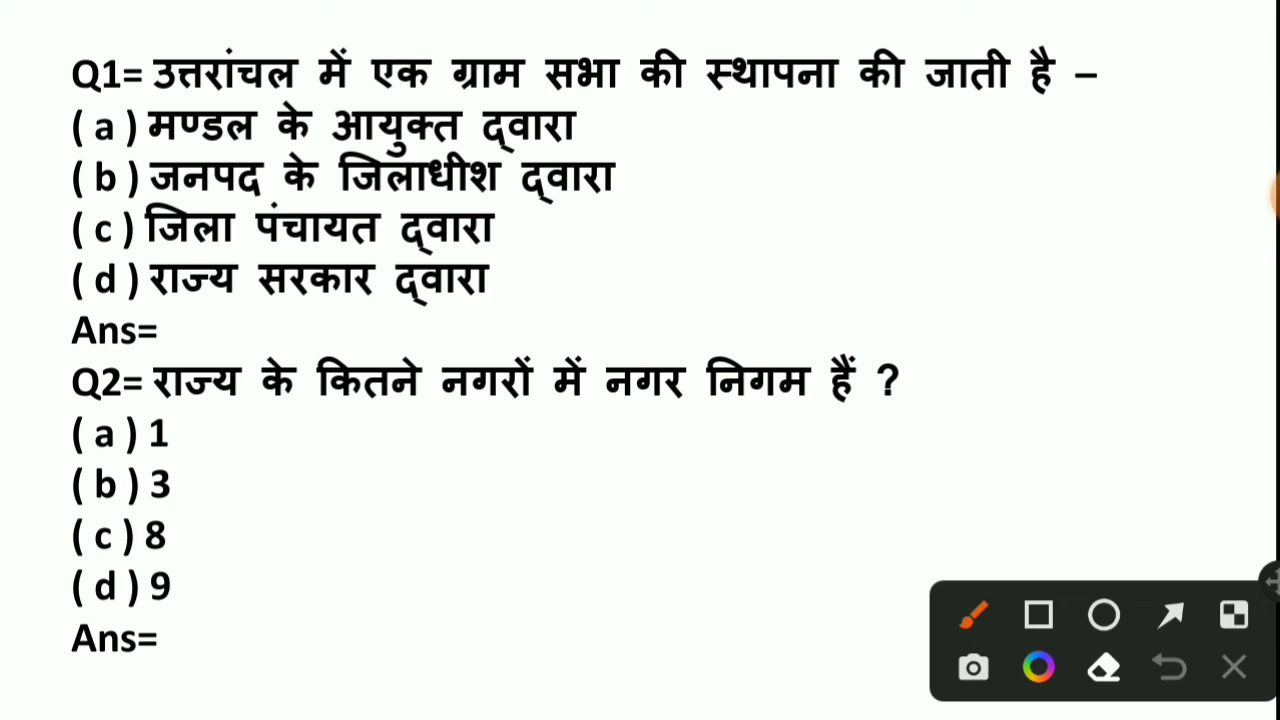 Q1= उत्तरांचल में एक ग्राम सभा की स्थापना की जाती है –
( a ) मण्डल के आयुक्त द्वारा
( b ) जनपद के जिलाधीश द्वारा
( c ) जिला पंचायत द्वारा
( d ) राज्य सरकार द्वारा
Ans=
Q2= राज्य के कितने नगरों में नगर निगम हैं ?
( a ) 1
( b ) 3
( c ) 8
( d ) 9
Ans=